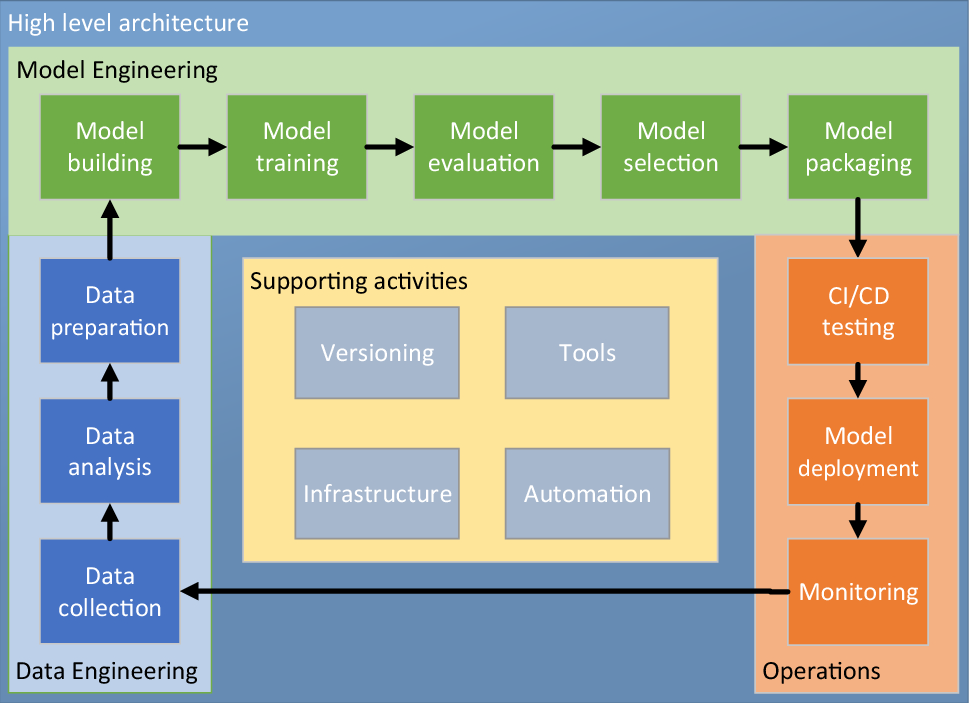 High level architecture
Model Engineering
Model
building
Model
training
Model
evaluation
Model
selection
Model
packaging
Data
preparation
Data
analysis
Data
collection
Data Engineering
Supporting activities
Versioning
Tools
Infrastructure
Automation
CI/CD
testing
Model
deployment
Monitoring
Operations